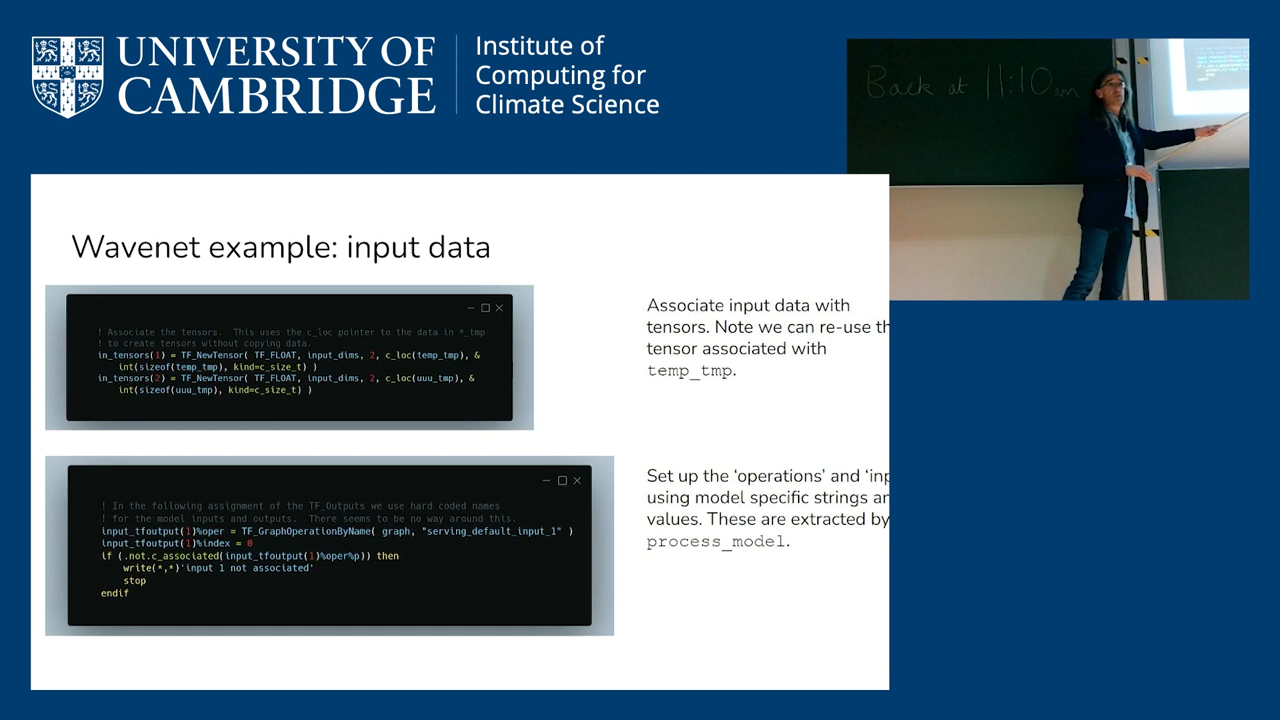 UNIVERSITY OF
CAMBRIDGE
Institute of
Computing for
Climate Science
Back at 11:10am
Wavenet example: input data
! Associate the tensors.  This uses the c_loc pointer to the data in *_tmp
! to create tensors without copying data.
in_tensors(1) = TF_NewTensor( TF_FLOAT, input_dims, 2, c_loc(temp_tmp), &
    int(sizeof(temp_tmp), kind=c_size_t) )
in_tensors(2) = TF_NewTensor( TF_FLOAT, input_dims, 2, c_loc(uuu_tmp), &
    int(sizeof(uuu_tmp), kind=c_size_t) )
Associate input data with
tensors. Note we can re-use th
tensor associated with
temp_tmp.
! In the following assignment of the TF_Outputs we use hard coded names
! for the model inputs and outputs.  There seems to be no way around this.
input_tfoutput(1)%oper = TF_GraphOperationByName( graph, "serving_default_input_1" )
input_tfoutput(1)%index = 0
if (.not.c_associated(input_tfoutput(1)%oper%p)) then
    write(*,*)'input 1 not associated'
    stop
endif
Set up the ‘operations’ and ‘inp
using model specific strings an
values. These are extracted by
process_model.